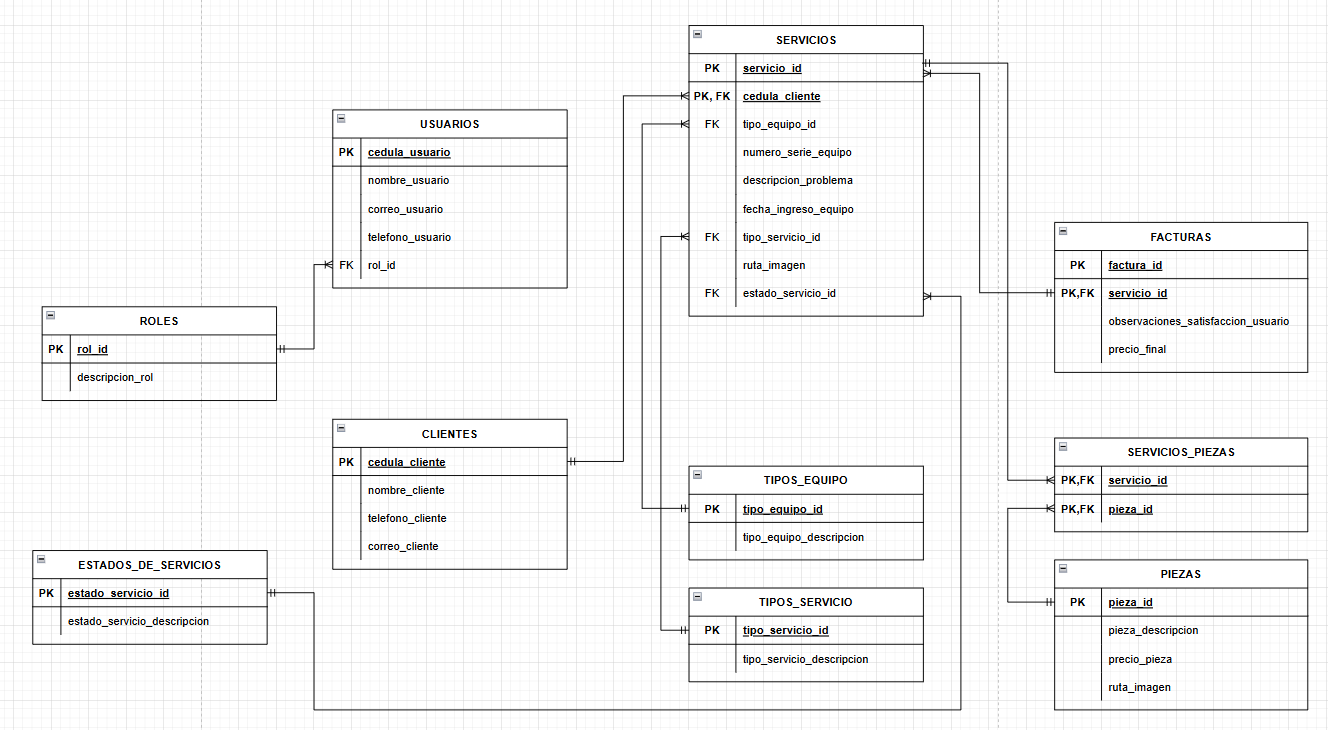 SERVICIOS
PK servicio_id
PK, FK cedula_cliente
FK tipo_equipo_id
numero_serie_equipo
descripcion_problema
fecha_ingreso_equipo
FK tipo_servicio_id
ruta_imagen
FK estado_servicio_id
USUARIOS
PK cedula_usuario
nombre_usuario
correo_usuario
telefono_usuario
FK rol_id
ROLES
PK rol_id
descripcion_rol
FACTURAS
PK factura_id
PK,FK servicio_id
observaciones_satisfaccion_usuario
precio_final
CLIENTES
PK cedula_cliente
nombre_cliente
telefono_cliente
correo_cliente
TIPOS_EQUIPO
PK tipo_equipo_id
tipo_equipo_descripcion
SERVICIOS_PIEZAS
PK,FK servicio_id
PK,FK pieza_id
ESTADOS_DE_SERVICIOS
PK estado_servicio_id
estado_servicio_descripcion
TIPOS_SERVICIO
PK tipo_servicio_id
tipo_servicio_descripcion
PIEZAS
PK pieza_id
pieza_descripcion
precio_pieza
ruta_imagen